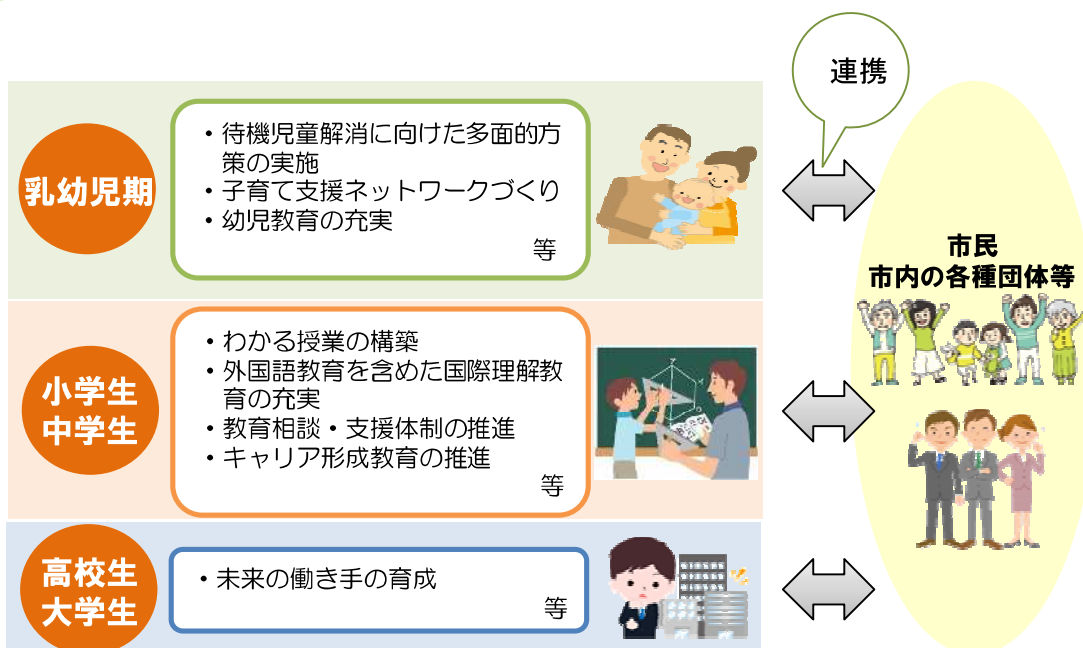 連携
乳幼児期
・待機児童解消に向けた多面的方
策の実施
・子育て支援ネットワークづくり
・幼児教育の充実
等
市民
市内の各種団体等
小学生
中学生
・わかる授業の構築
・外国語教育を含めた国際理解教
育の充実
・教育相談・支援体制の推進
・キャリア形成教育の推進
等
高校生
大学生
・未来の働き手の育成
等